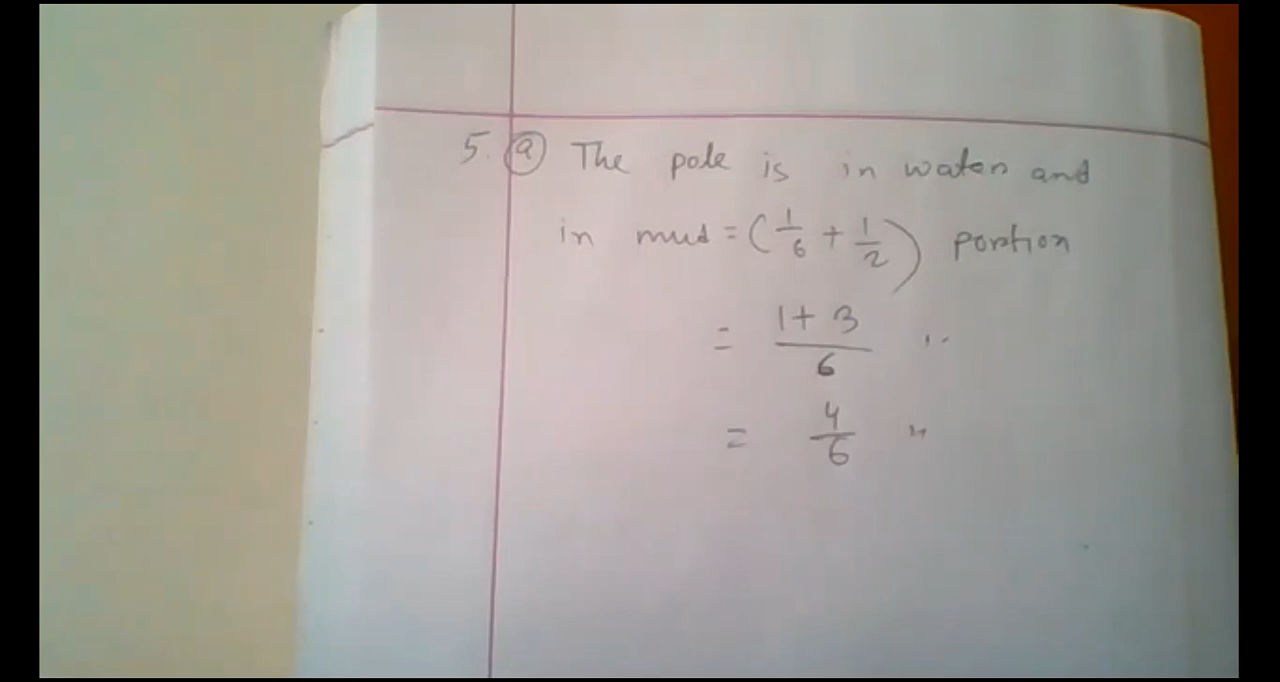 5. (a) The pole is in water and
in mud = (1/6 + 1/2) portion
= 1+3/6 "
= 4/6 "